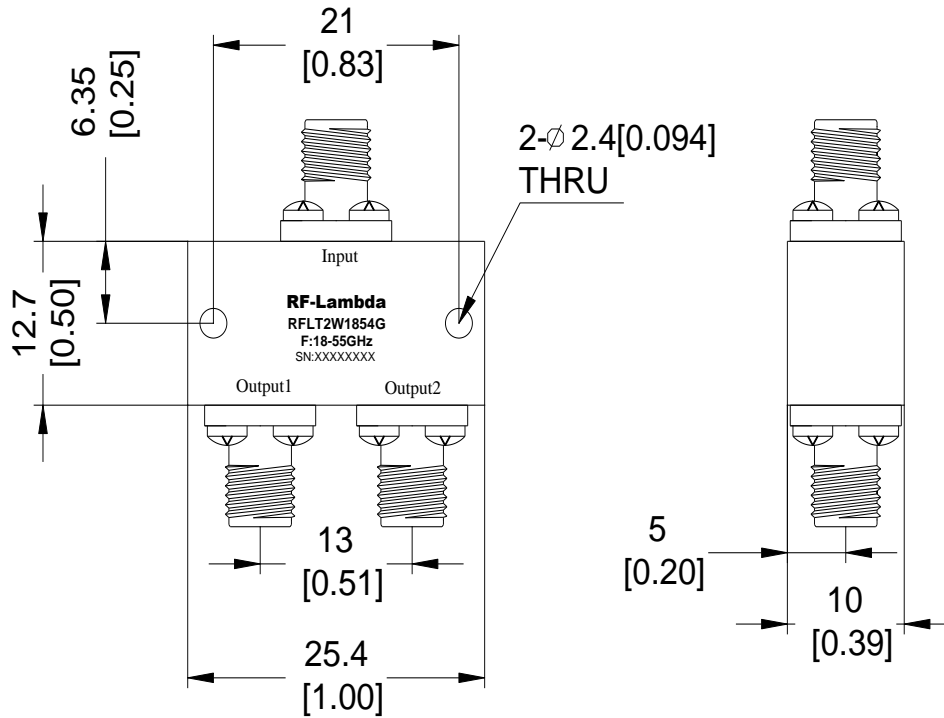 21
[0.83]
6.35
[0.25]
2-⌀ 2.4[0.094]
THRU
Input
RF-Lambda
RFLT2W1854G
F:18-55GHz
SN:XXXXXXXX
12.7
[0.50]
Output1
Output2
13
[0.51]
5
[0.20]
10
[0.39]
25.4
[1.00]